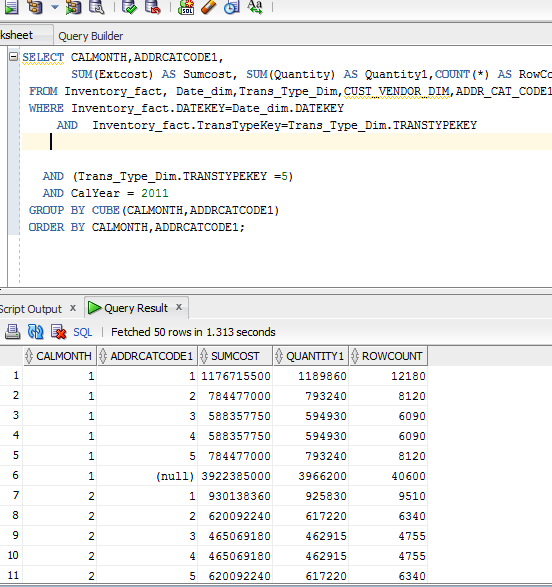 ksheet Query Builder
SELECT CALMONTH,ADDRCATCODE1,
SUM(Extcost) AS Sumcost, SUM(Quantity) AS Quantity1,COUNT(*) AS RowCo
FROM Inventory_fact, Date_dim,Trans_Type_Dim,CUST_VENDOR_DIM,ADDR_CAT_CODE1
WHERE Inventory_fact.DATEKEY=Date_dim.DATEKEY
AND Inventory_fact.TransTypeKey=Trans_Type_Dim.TRANSTYPEKEY
AND (Trans_Type_Dim.TRANSTYPEKEY =5)
AND CalYear = 2011
GROUP BY CUBE(CALMONTH,ADDRCATCODE1)
ORDER BY CALMONTH,ADDRCATCODE1;
Script Output x Query Result x
SQL | Fetched 50 rows in 1.313 seconds
CALMONTH ADDRCATCODE1 SUMCOST QUANTITY1 ROWCOUNT
1 1 1 1176715500 1189860 12180
2 1 2 784477000 793240 8120
3 1 3 588357750 594930 6090
4 1 4 588357750 594930 6090
5 1 5 784477000 793240 8120
6 1 (null) 3922385000 3966200 40600
7 2 1 930138360 925830 9510
8 2 2 620092240 617220 6340
9 2 3 465069180 462915 4755
10 2 4 465069180 462915 4755
11 2 5 620092240 617220 6340